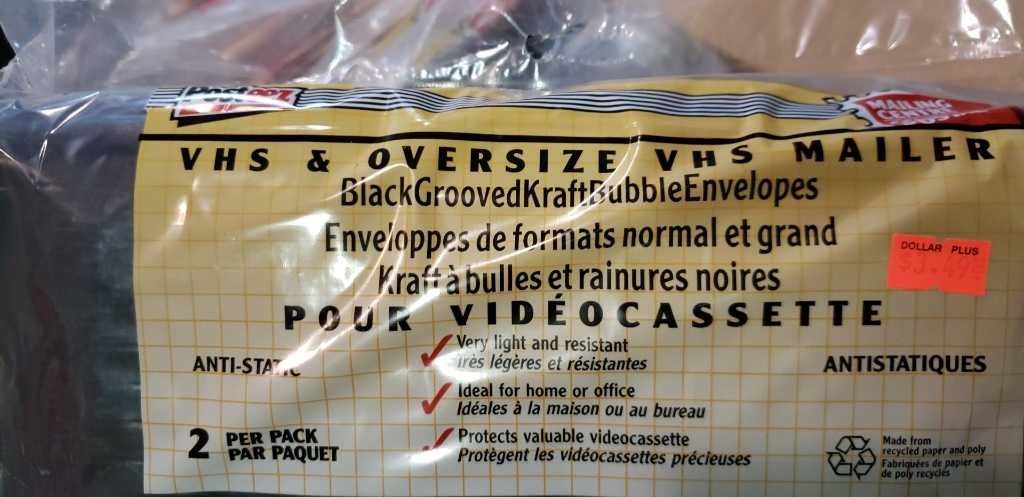 MAILING
VHS & OVERSIZE VHS MAILER
BlackGroovedKraftBubbleEnvelopes
Enveloppes de formats normal et grand
Kraft à bulles et rainures noires
DOLLAR PLUS
POUR VIDÉOCASSETTE
Very light and resistant
Très légères et résistantes
ANTISTATIQUES
Ideal for home or office
Idéales à la maison ou au bureau
2 PER PACK
PAR PAQUET
Protects valuable videocassette
Protègent les vidéocassettes précieuses
Made from
recycled paper and poly
Fabriquées de papier et
de poly recyclés